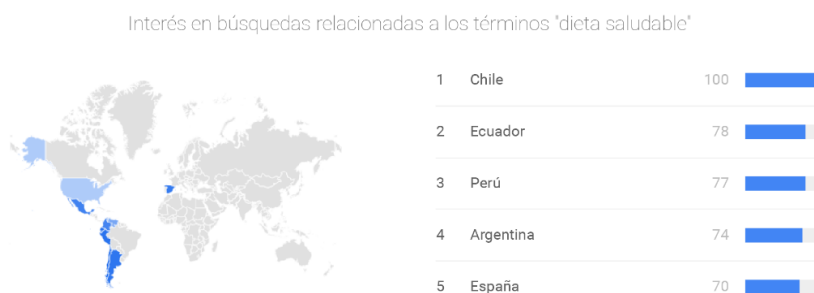 Interés en búsquedas relacionadas a los términos "dieta saludable"
1 Chile 100
2 Ecuador 78
3 Perú 77
4 Argentina 74
5 España 70